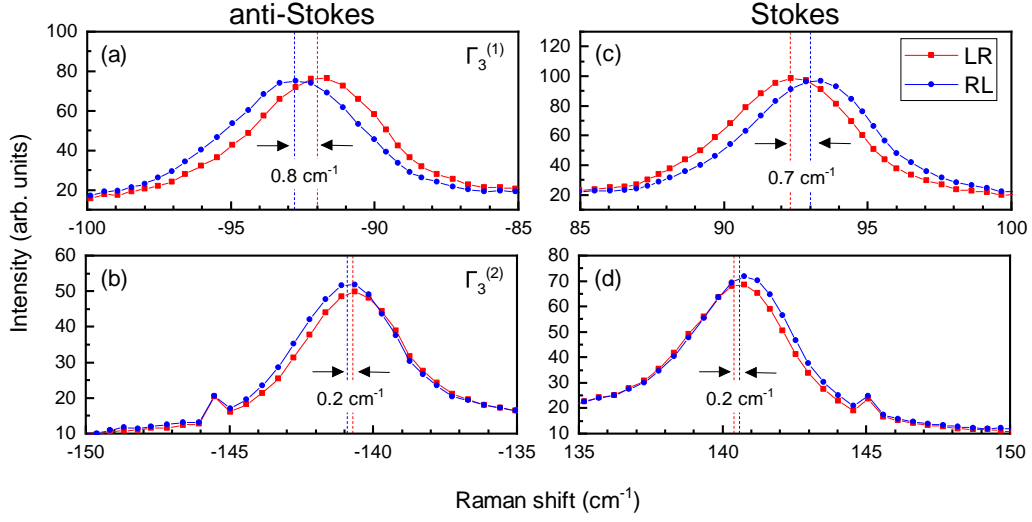 anti-Stokes
Stokes
Intensity (arb. units)
(a)
Γ₃⁽¹⁾
0.8 cm⁻¹
100
80
60
40
20
-100
-95
-90
-85
(c)
LR
RL
0.7 cm⁻¹
120
100
80
60
40
20
85
90
95
100
(b)
Γ₃⁽²⁾
0.2 cm⁻¹
60
50
40
30
20
10
-150
-145
-140
-135
(d)
0.2 cm⁻¹
80
70
60
50
40
30
20
10
135
140
145
150
Raman shift (cm⁻¹)